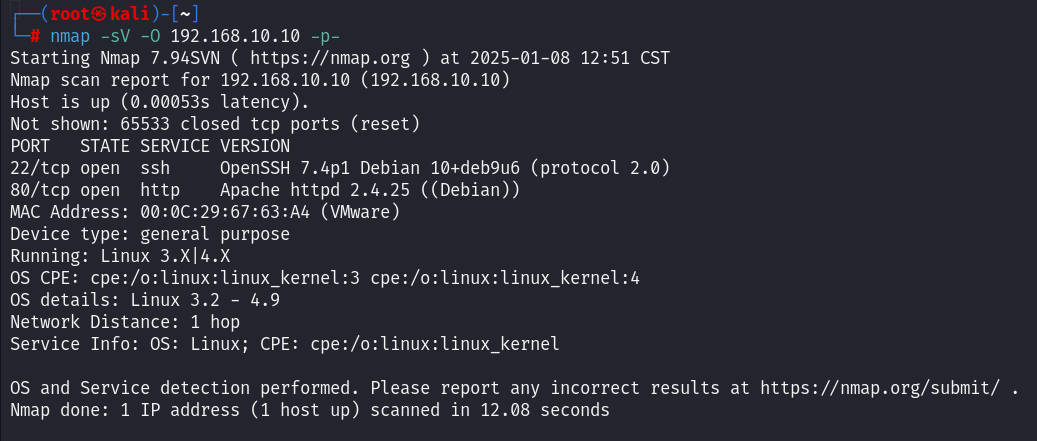 ┌──(root㉿kali)-[~]
└─# nmap -sV -O 192.168.10.10 -p-
Starting Nmap 7.94SVN ( https://nmap.org ) at 2025-01-08 12:51 CST
Nmap scan report for 192.168.10.10 (192.168.10.10)
Host is up (0.00053s latency).
Not shown: 65533 closed tcp ports (reset)
PORT   STATE SERVICE VERSION
22/tcp open  ssh     OpenSSH 7.4p1 Debian 10+deb9u6 (protocol 2.0)
80/tcp open  http    Apache httpd 2.4.25 ((Debian))
MAC Address: 00:0C:29:67:63:A4 (VMware)
Device type: general purpose
Running: Linux 3.X|4.X
OS CPE: cpe:/o:linux:linux_kernel:3 cpe:/o:linux:linux_kernel:4
OS details: Linux 3.2 - 4.9
Network Distance: 1 hop
Service Info: OS: Linux; CPE: cpe:/o:linux:linux_kernel

OS and Service detection performed. Please report any incorrect results at https://nmap.org/submit/ .
Nmap done: 1 IP address (1 host up) scanned in 12.08 seconds